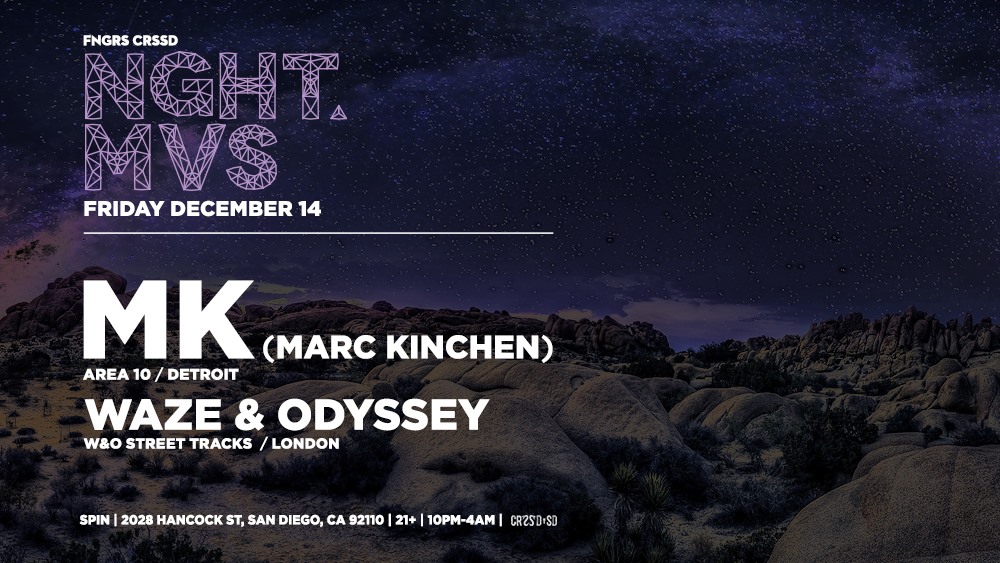 FNGRS CRSSD
NGHT.
MVS
FRIDAY DECEMBER 14
MK (MARC KINCHEN)
AREA 10 / DETROIT
WAZE & ODYSSEY
W&O STREET TRACKS / LONDON
SPIN | 2028 HANCOCK ST, SAN DIEGO, CA 92110 | 21+ | 10PM-4AM |